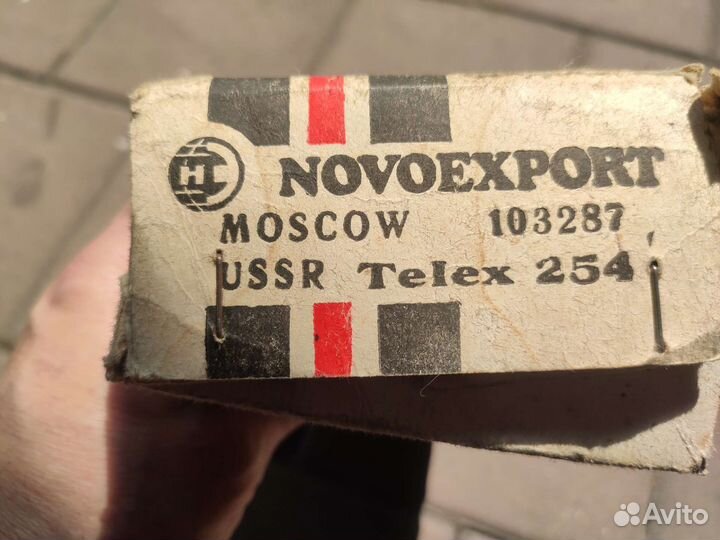 NOVOEXPORT
MOSCOW 103287,
USSR Telex 254
Avito